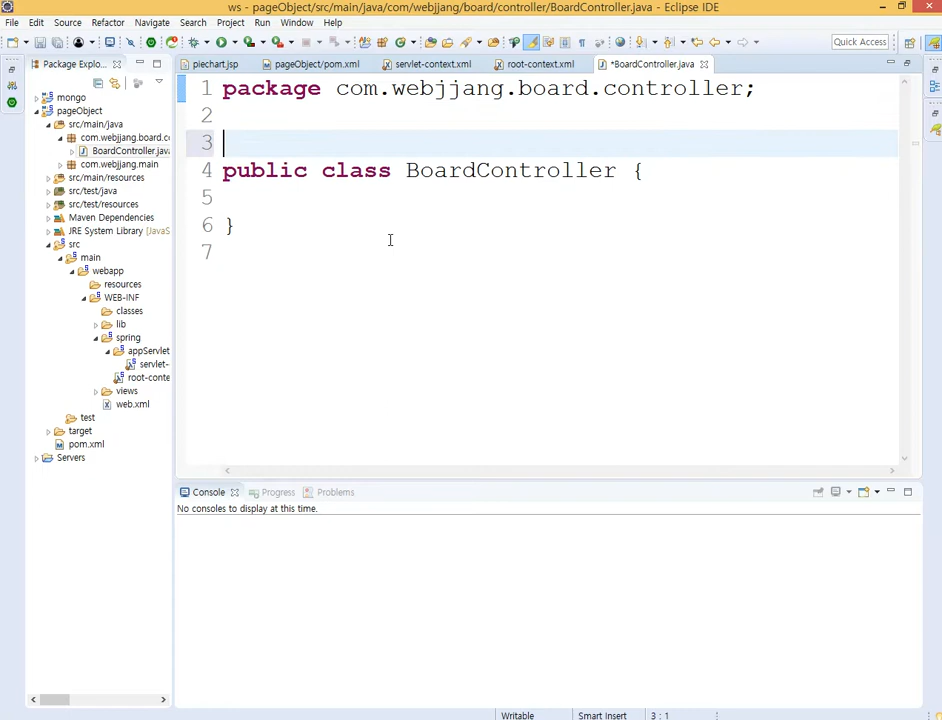 ws - pageObject/src/main/java/com/webjjang/board/controller/BoardController.java - Eclipse IDE
File Edit Source Refactor Navigate Search Project Run Window Help
Quick Access
Package Explo...
piechart.jsp pageObject/pom.xml servlet-context.xml root-context.xml *BoardController.java
mongo
pageObject
src/main/java
com.webjjang.board.co
BoardController.java
com.webjjang.main
src/main/resources
src/test/java
src/test/resources
Maven Dependencies
JRE System Library [JavaS
src
main
webapp
resources
WEB-INF
classes
lib
spring
appServlet
servlet-
root-conte
views
web.xml
test
target
pom.xml
Servers
1 package com.webjjang.board.controller;
2
3
4 public class BoardController {
5
6 }
7
Console Progress Problems
No consoles to display at this time.
Writable Smart Insert 3 : 1